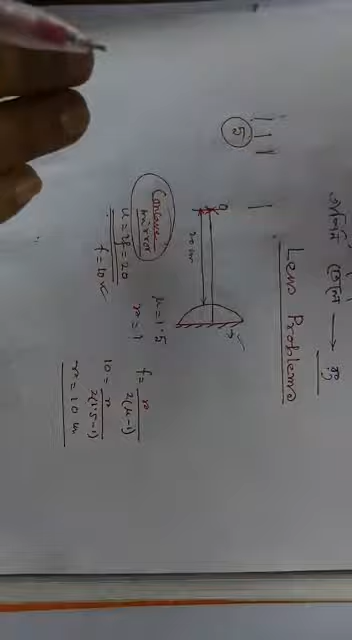 Lens Problems
5
O
20 cm
Concave
mirror
u = 2f = 20
f = 10 cm
μ = 1.5
r = ?
f = r / 2(μ-1)
10 = r / 2(1.5-1)
r = 10 cm